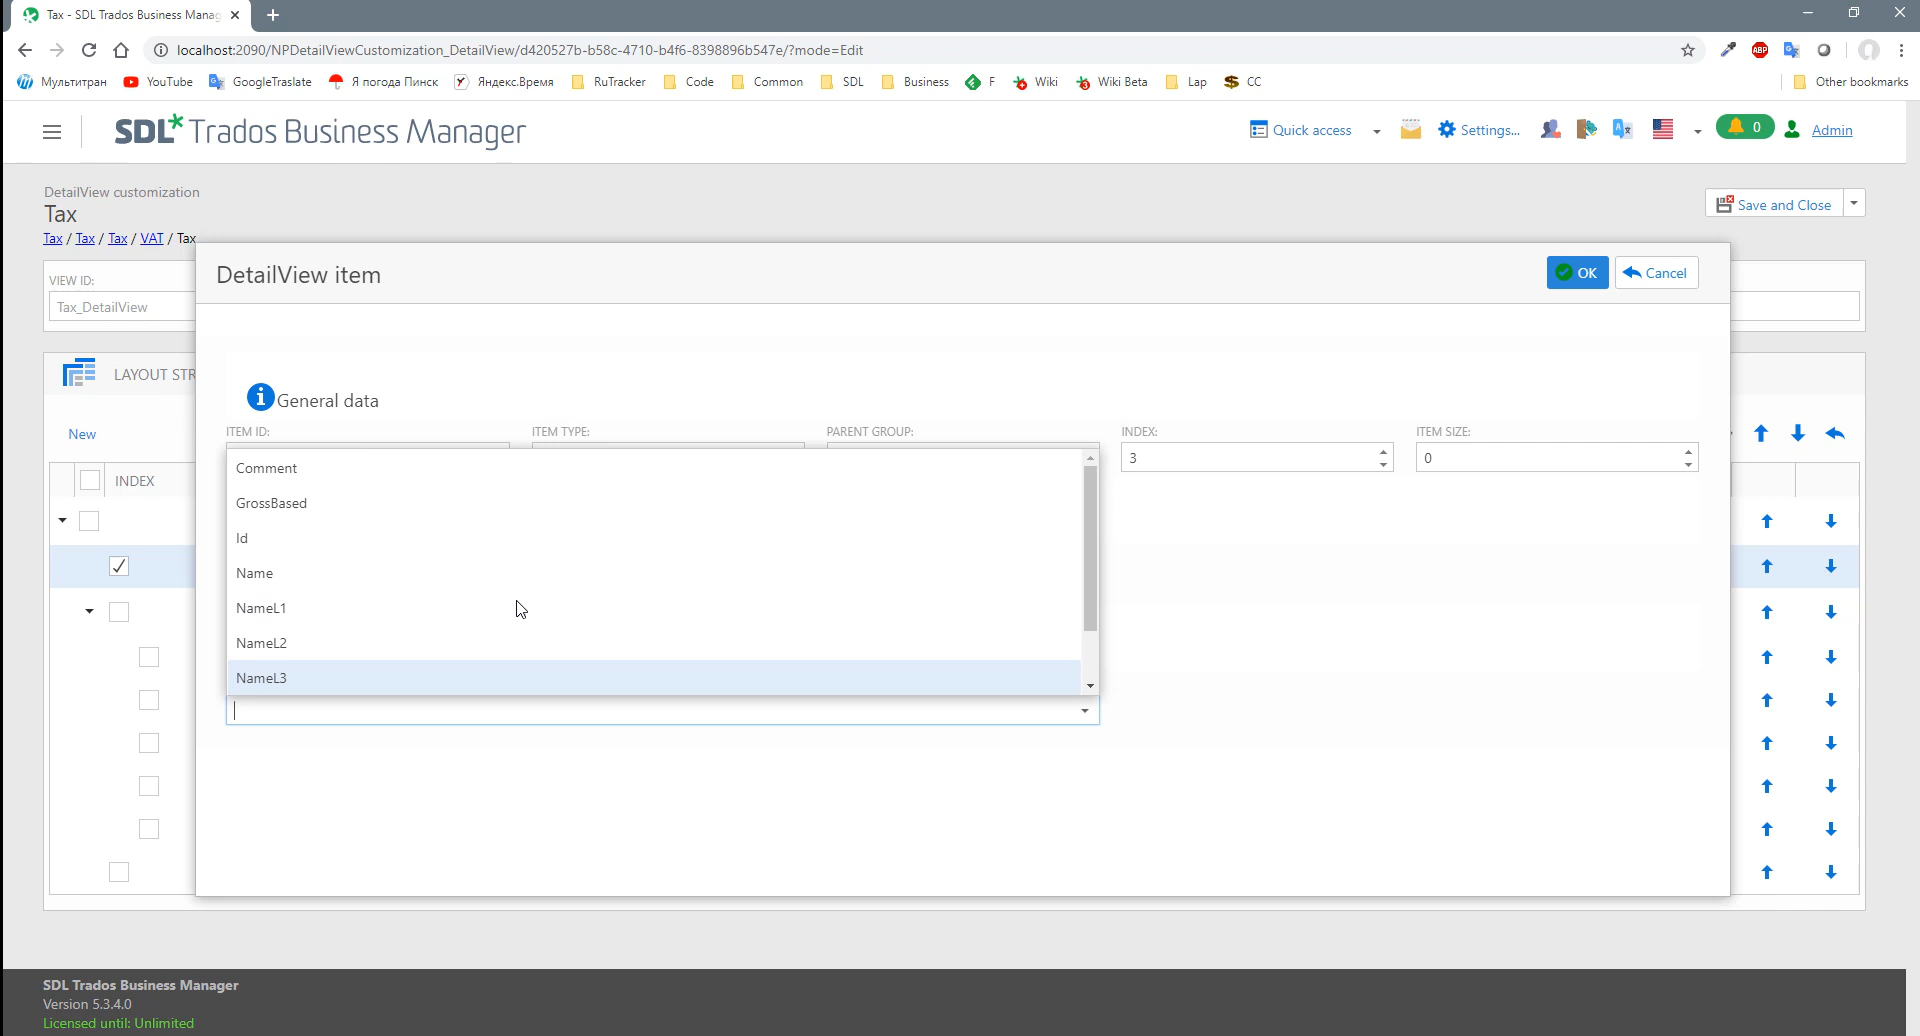 Tax - SDL Trados Business Manag
localhost:2090/NPDetailViewCustomization_DetailView/d420527b-b58c-4710-b4f6-8398896b547e/?mode=Edit
ABP
Мультитран YouTube GoogleTraslate Я погода Пинск Яндекс.Время RuTracker Code Common SDL Business F Wiki Wiki Beta Lap CC Other bookmarks
SDL* Trados Business Manager
Quick access Settings... 0 Admin
DetailView customization
Tax
Save and Close
Tax / Tax / Tax / VAT / Tax
DetailView item
OK Cancel
VIEW ID:
Tax_DetailView
LAYOUT STR
General data
New
ITEM ID: ITEM TYPE: PARENT GROUP: INDEX: ITEM SIZE:
3 0
INDEX
Comment
GrossBased
Id
Name
NameL1
NameL2
NameL3
SDL Trados Business Manager
Version 5.3.4.0
Licensed until: Unlimited